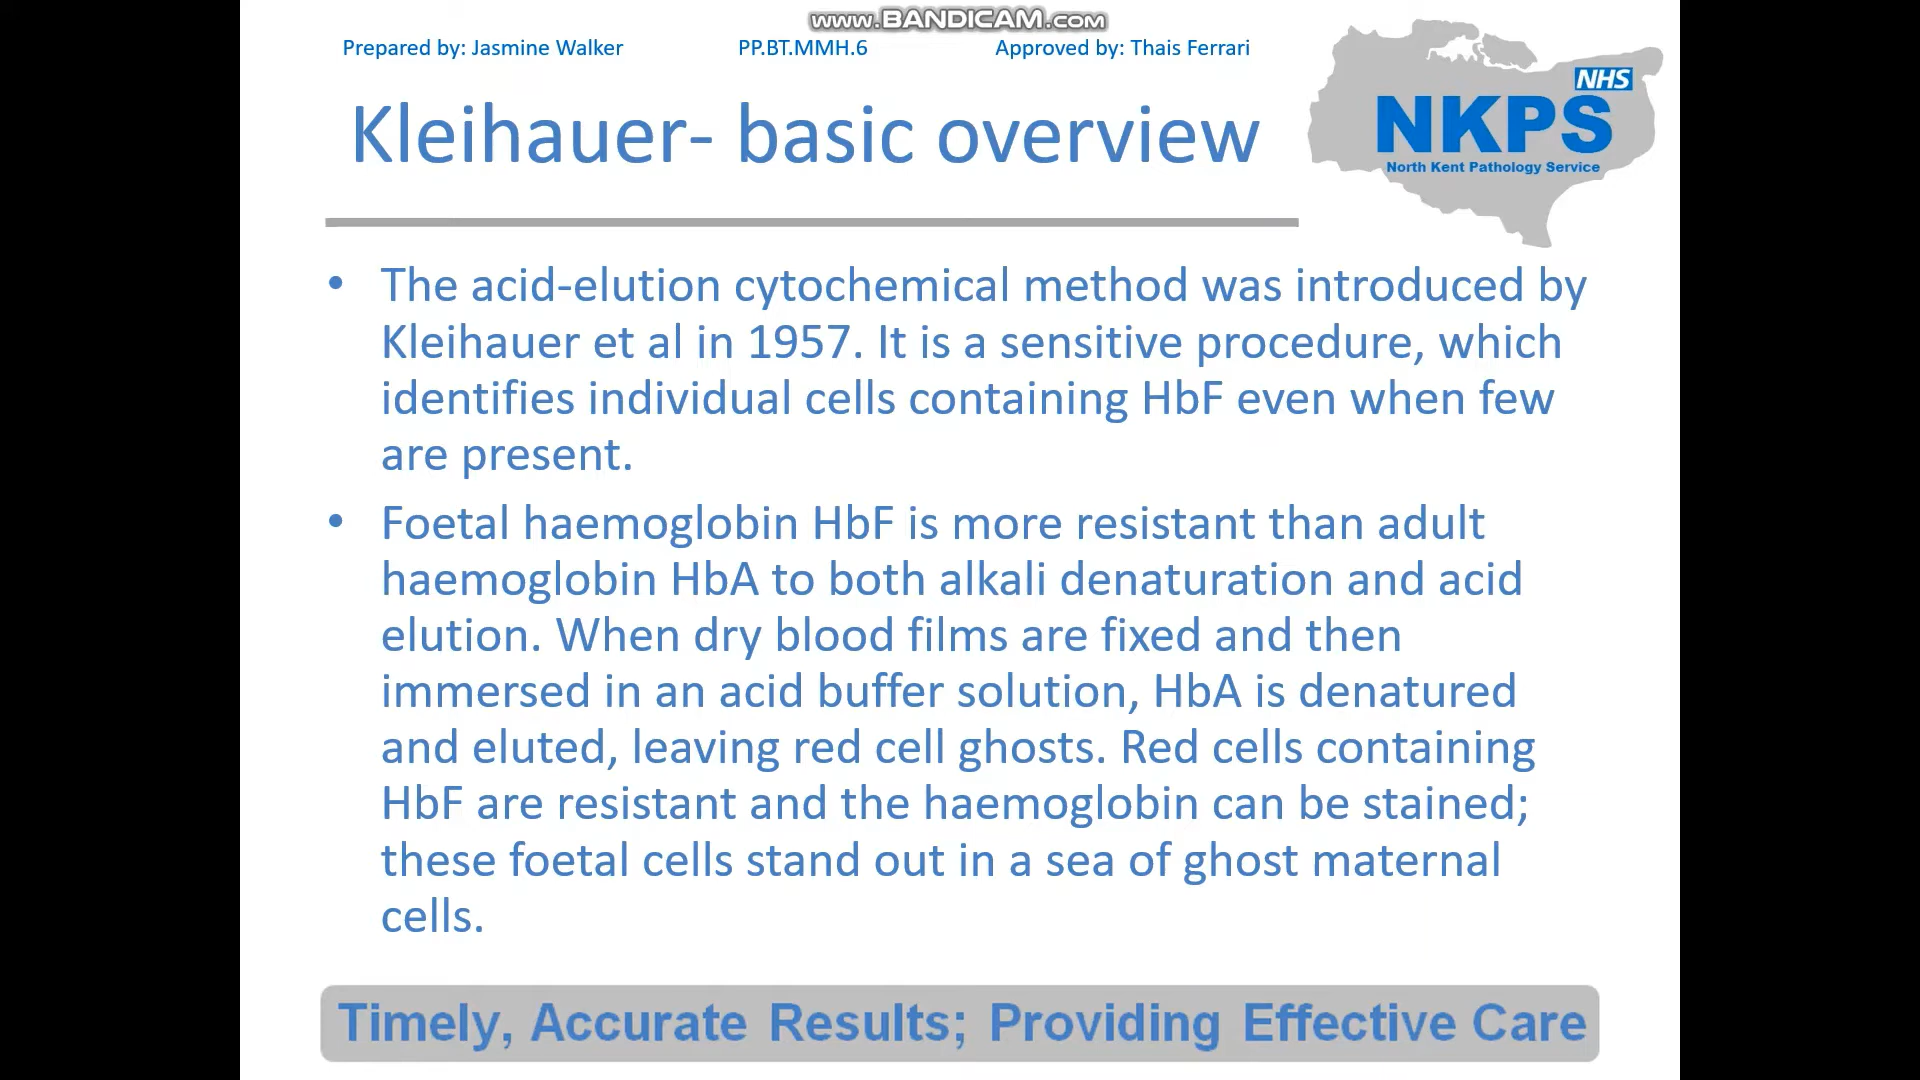 www.BANDICAM.com
Prepared by: Jasmine Walker PP.BT.MMH.6 Approved by: Thais Ferrari
NHS
NKPS
North Kent Pathology Service
Kleihauer- basic overview
• The acid-elution cytochemical method was introduced by
Kleihauer et al in 1957. It is a sensitive procedure, which
identifies individual cells containing HbF even when few
are present.
• Foetal haemoglobin HbF is more resistant than adult
haemoglobin HbA to both alkali denaturation and acid
elution. When dry blood films are fixed and then
immersed in an acid buffer solution, HbA is denatured
and eluted, leaving red cell ghosts. Red cells containing
HbF are resistant and the haemoglobin can be stained;
these foetal cells stand out in a sea of ghost maternal
cells.
Timely, Accurate Results; Providing Effective Care